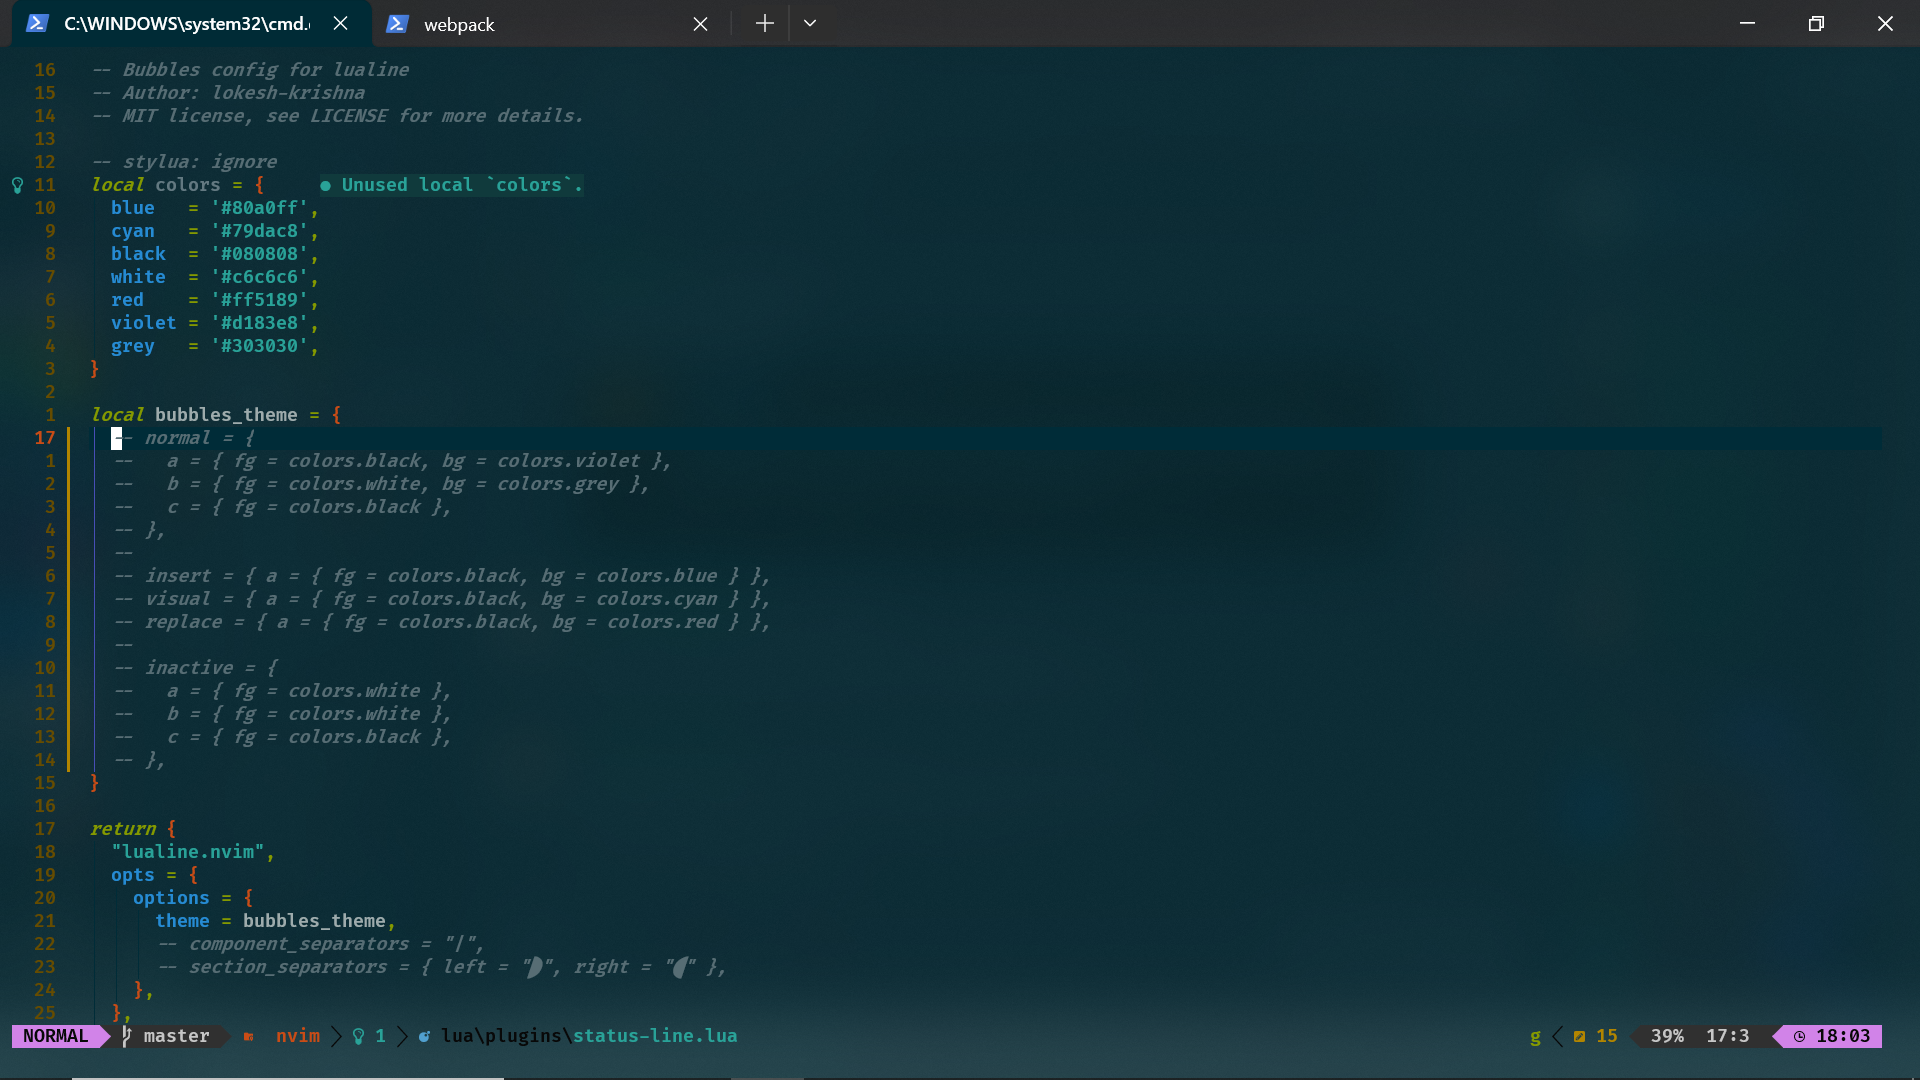 C:\WINDOWS\system32\cmd. webpack
16 -- Bubbles config for lualine
15 -- Author: lokesh-krishna
14 -- MIT license, see LICENSE for more details.
13
12 -- stylua: ignore
11 local colors = { ● Unused local `colors`.
10 blue = '#80a0ff',
9 cyan = '#79dac8',
8 black = '#080808',
7 white = '#c6c6c6',
6 red = '#ff5189',
5 violet = '#d183e8',
4 grey = '#303030',
3 }
2
1 local bubbles_theme = {
17 -- normal = {
1 -- a = { fg = colors.black, bg = colors.violet },
2 -- b = { fg = colors.white, bg = colors.grey },
3 -- c = { fg = colors.black },
4 -- },
5 --
6 -- insert = { a = { fg = colors.black, bg = colors.blue } },
7 -- visual = { a = { fg = colors.black, bg = colors.cyan } },
8 -- replace = { a = { fg = colors.black, bg = colors.red } },
9 --
10 -- inactive = {
11 -- a = { fg = colors.white },
12 -- b = { fg = colors.white },
13 -- c = { fg = colors.black },
14 -- },
15 }
16
17 return {
18 "lualine.nvim",
19 opts = {
20 options = {
21 theme = bubbles_theme,
22 -- component_separators = "|",
23 -- section_separators = { left = "", right = "" },
24 },
25 },
NORMAL master nvim 1 lua\plugins\status-line.lua g 15 39% 17:3 18:03